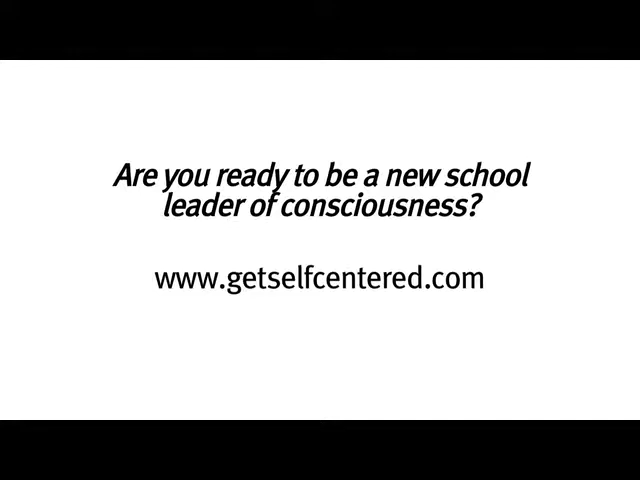 Are you ready to be a new school
leader of consciousness?
www.getselfcentered.com